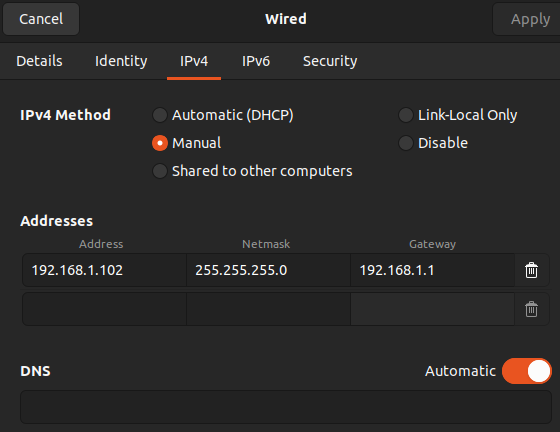 Cancel Wired Apply
Details Identity IPv4 IPv6 Security
IPv4 Method Automatic (DHCP) Link-Local Only
Manual Disable
Shared to other computers
Addresses
Address Netmask Gateway
192.168.1.102 255.255.255.0 192.168.1.1
DNS Automatic